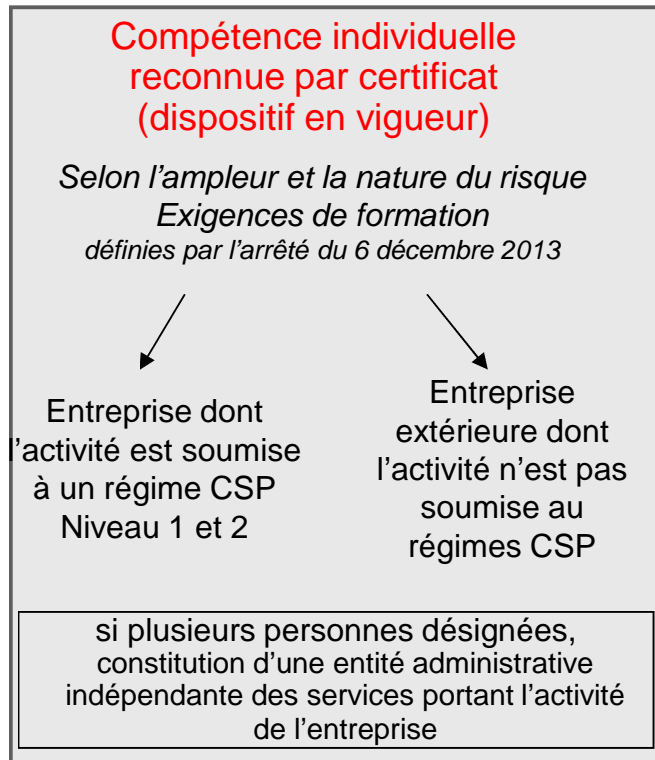 Compétence individuelle
reconnue par certificat
(dispositif en vigueur)
Selon l’ampleur et la nature du risque
Exigences de formation
définies par l’arrêté du 6 décembre 2013
Entreprise dont
l’activité est soumise
à un régime CSP
Niveau 1 et 2
Entreprise
extérieure dont
l’activité n’est pas
soumise au
régimes CSP
si plusieurs personnes désignées,
constitution d’une entité administrative
indépendante des services portant l’activité
de l’entreprise